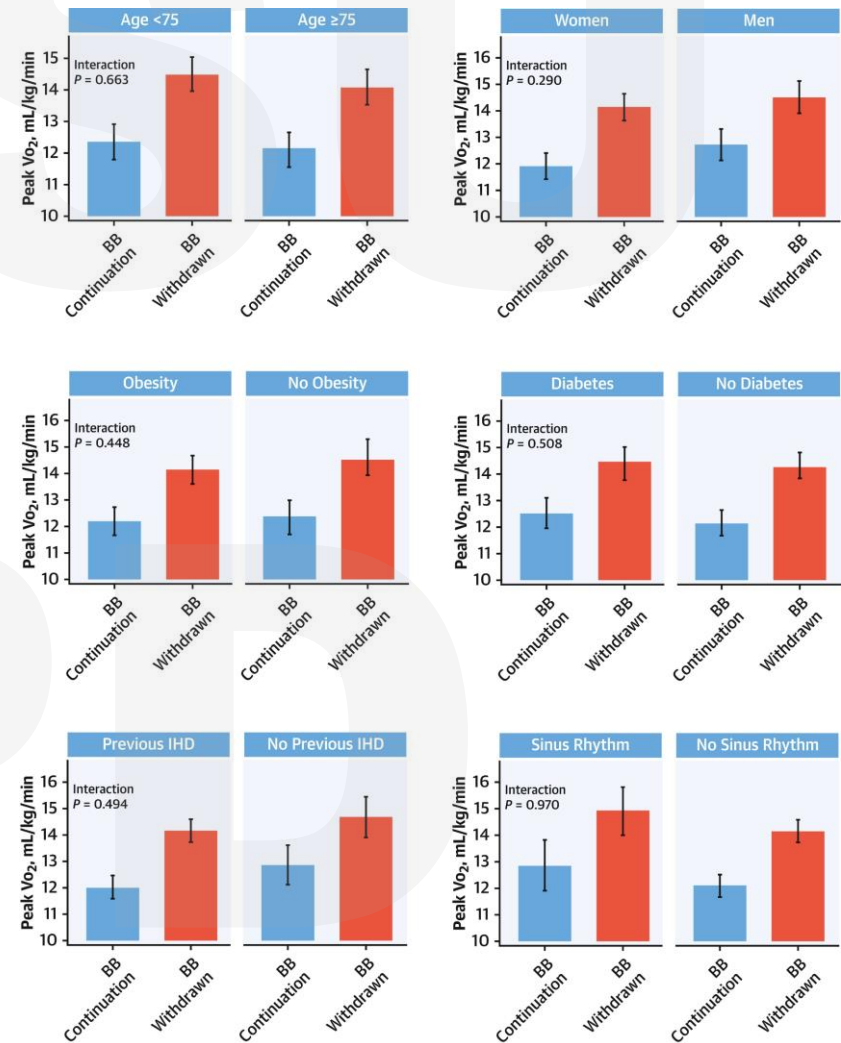 Age <75
Age ≥75
Peak Vo₂, mL/kg/min
15
14
13
12
11
10
Interaction
P = 0.663
BB
Continuation
BB
Withdrawn
BB
Continuation
BB
Withdrawn
Women
Men
Peak Vo₂, mL/kg/min
16
15
14
13
12
11
10
Interaction
P = 0.290
BB
Continuation
BB
Withdrawn
BB
Continuation
BB
Withdrawn
Obesity
No Obesity
Peak Vo₂, mL/kg/min
16
15
14
13
12
11
10
Interaction
P = 0.448
BB
Continuation
BB
Withdrawn
BB
Continuation
BB
Withdrawn
Diabetes
No Diabetes
Peak Vo₂, mL/kg/min
16
15
14
13
12
11
10
Interaction
P = 0.508
BB
Continuation
BB
Withdrawn
BB
Continuation
BB
Withdrawn
Previous IHD
No Previous IHD
Peak Vo₂, mL/kg/min
16
15
14
13
12
11
10
Interaction
P = 0.494
BB
Continuation
BB
Withdrawn
BB
Continuation
BB
Withdrawn
Sinus Rhythm
No Sinus Rhythm
Peak Vo₂, mL/kg/min
16
15
14
13
12
11
10
Interaction
P = 0.970
BB
Continuation
BB
Withdrawn
BB
Continuation
BB
Withdrawn